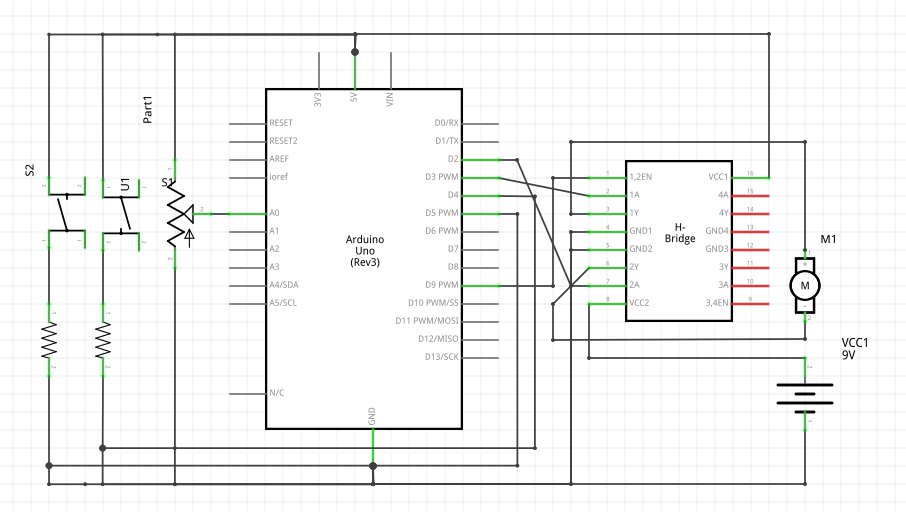 Part1
S2
U1
S1
1
2
3
3V3
5V
VIN
RESET
RESET2
AREF
ioref
A0
A1
A2
A3
A4/SDA
A5/SCL
N/C
GND
Arduino
Uno
(Rev3)
D0/RX
D1/TX
D2
D3 PWM
D4
D5 PWM
D6 PWM
D7
D8
D9 PWM
D10 PWM/SS
D11 PWM/MOSI
D12/MISO
D13/SCK
1 1,2EN
2 1A
3 1Y
4 GND1
5 GND2
6 2Y
7 2A
8 VCC2
H-
Bridge
VCC1 16
4A 15
4Y 14
GND4 13
GND3 12
3Y 11
3A 10
3,4EN 9
M1
M
VCC1
9V